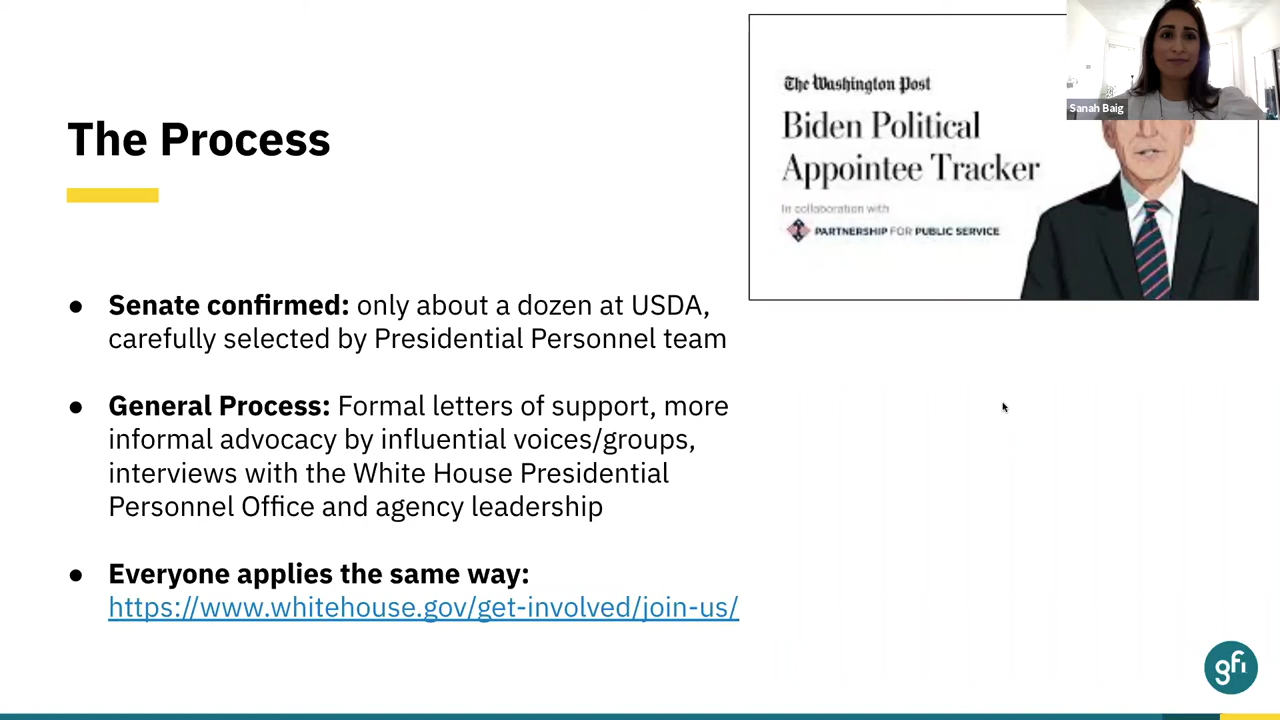 The Process
● Senate confirmed: only about a dozen at USDA,
carefully selected by Presidential Personnel team
● General Process: Formal letters of support, more
informal advocacy by influential voices/groups,
interviews with the White House Presidential
Personnel Office and agency leadership
● Everyone applies the same way:
https://www.whitehouse.gov/get-involved/join-us/
The Washington Post
Biden Political
Appointee Tracker
In collaboration with
PARTNERSHIP FOR PUBLIC SERVICE
Sanah Baig
gfi